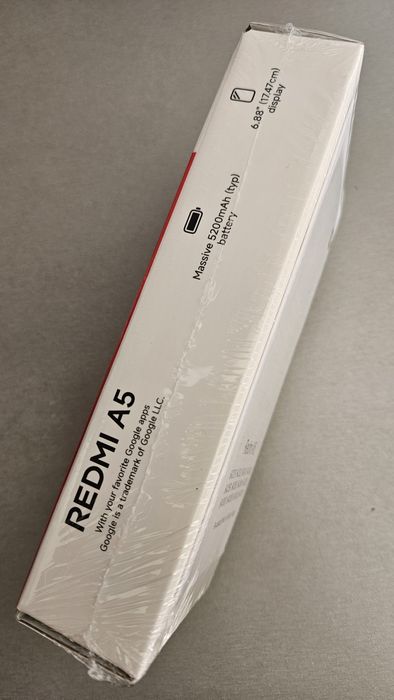 REDMI A5
With your favorite Google apps
Google is a trademark of Google LLC.
Massive 5200mAh (typ)
battery
6.88" (17.47cm)
display